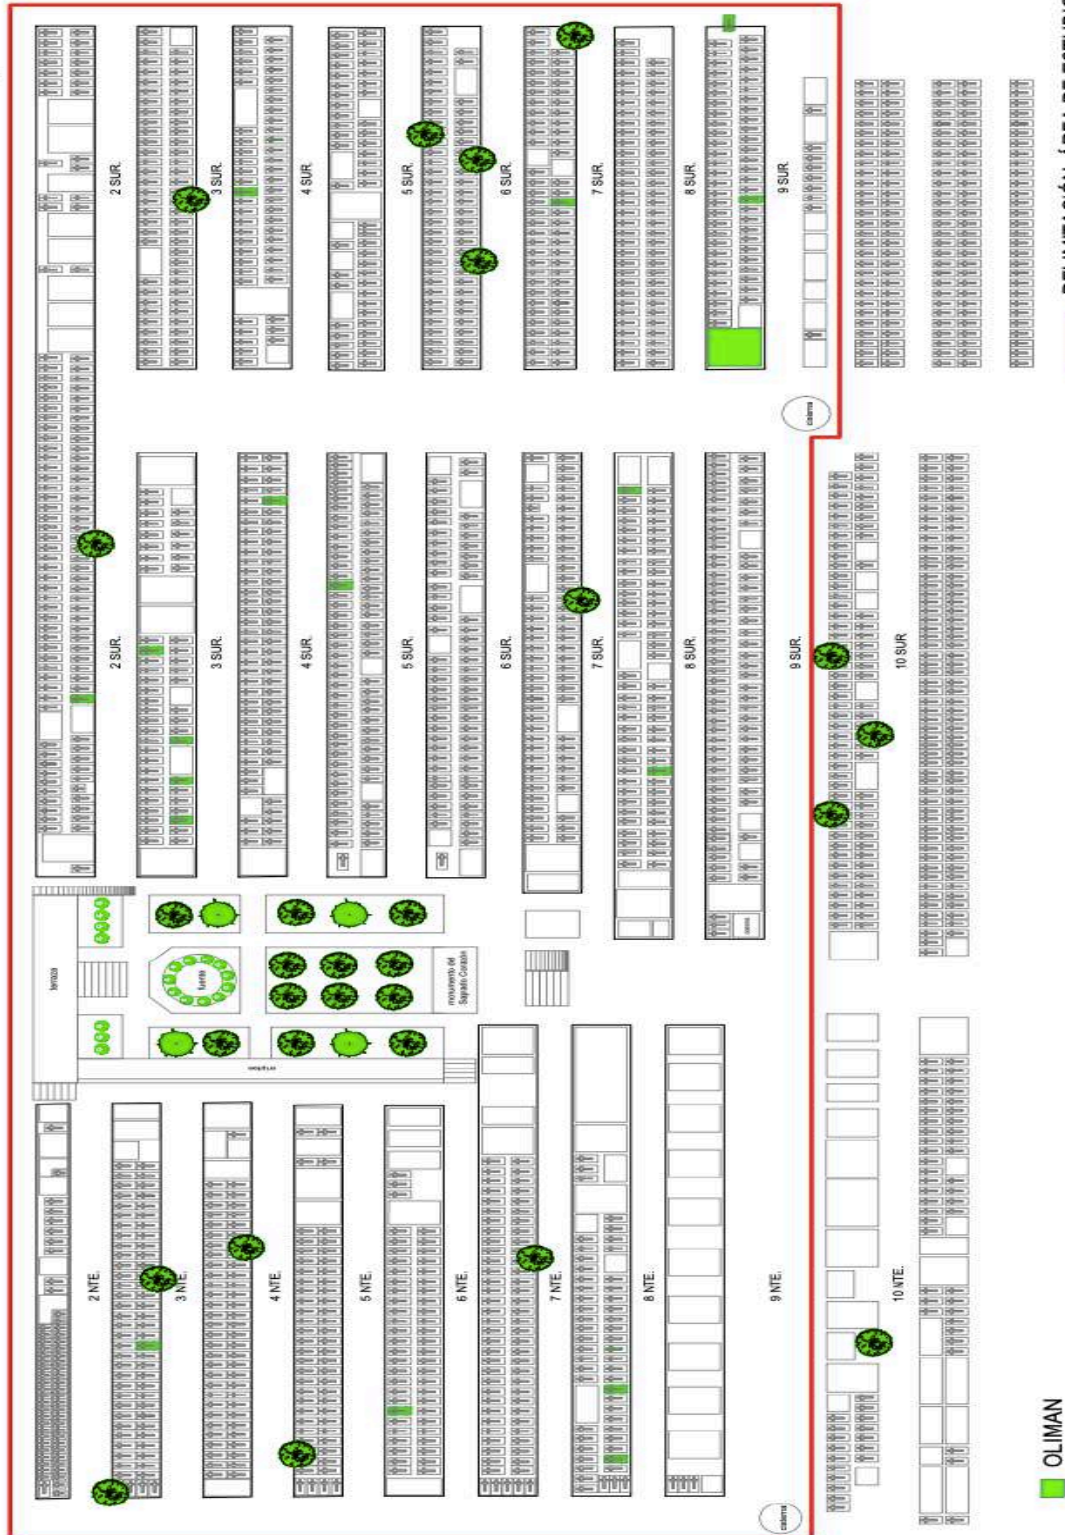 2 SUR.
3 SUR.
4 SUR.
5 SUR.
6 SUR.
7 SUR.
8 SUR.
9 SUR.
cisterna
2 SUR.
3 SUR.
4 SUR.
5 SUR.
6 SUR.
7 SUR.
8 SUR.
9 SUR.
10 SUR
terraza
fuente
monumento del
Sagrado Corazón
2 NTE.
3 NTE.
4 NTE.
5 NTE.
6 NTE.
7 NTE.
8 NTE.
9 NTE.
10 NTE.
cisterna
OLIMAN